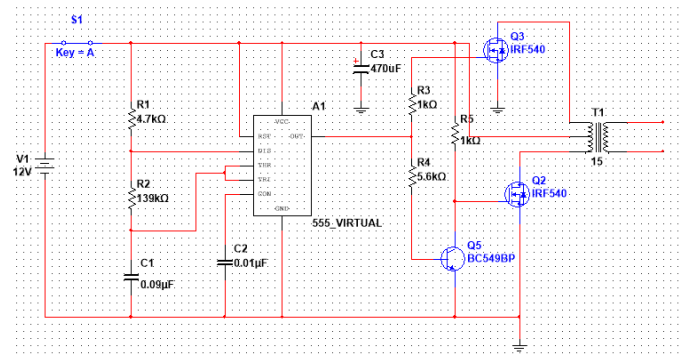 S1
Key = A
Q3
IRF540
C3
470uF
R1
4.7kΩ
A1
VCC
RST
OUT
DIS
THR
TRI
CON
GND
555_VIRTUAL
R3
1kΩ
R5
1kΩ
T1
15
V1
12V
R2
139kΩ
R4
5.6kΩ
Q2
IRF540
C1
0.09µF
C2
0.01µF
Q5
BC549BP